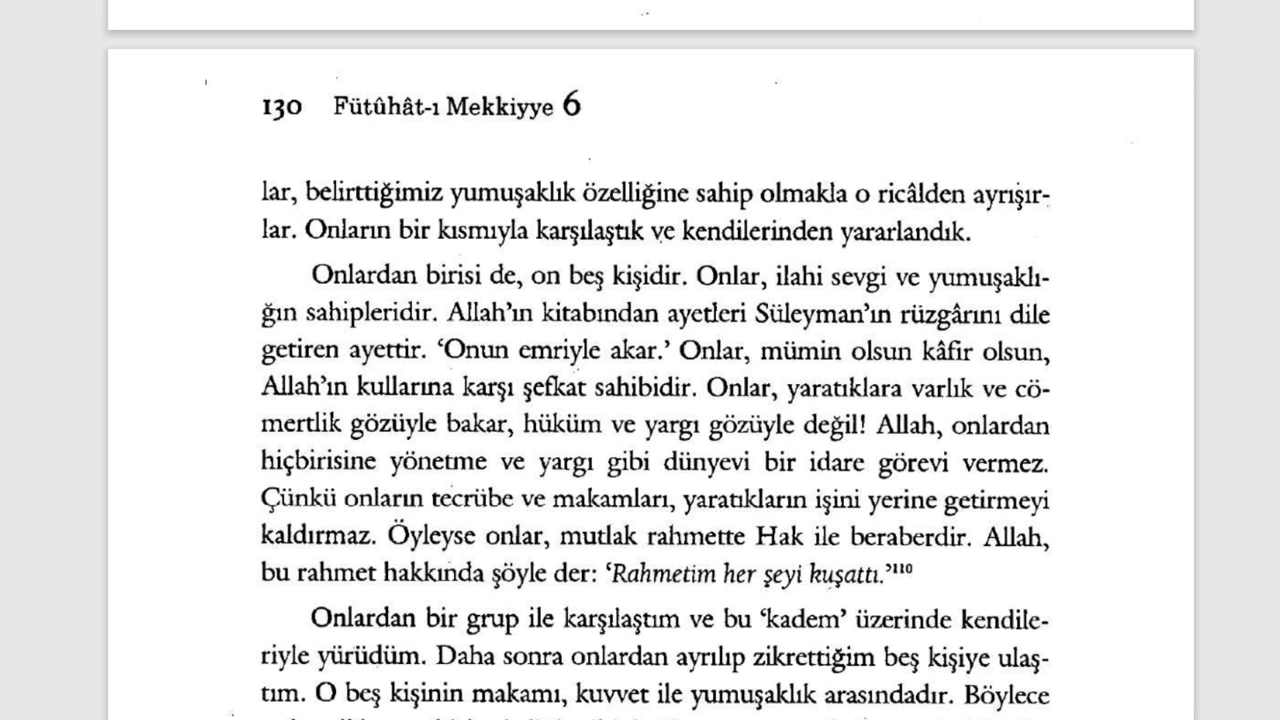 130 Fütûhât-ı Mekkiyye 6
lar, belirttiğimiz yumuşaklık özelliğine sahip olmakla o ricâlden ayrışır-
lar. Onların bir kısmıyla karşılaştık ve kendilerinden yararlandık.
Onlardan birisi de, on beş kişidir. Onlar, ilahi sevgi ve yumuşaklı-
ğın sahipleridir. Allah’ın kitabından ayetleri Süleyman’ın rüzgârını dile
getiren ayettir. ‘Onun emriyle akar.’ Onlar, mümin olsun kâfir olsun,
Allah’ın kullarına karşı şefkat sahibidir. Onlar, yaratıklara varlık ve cö-
mertlik gözüyle bakar, hüküm ve yargı gözüyle değil! Allah, onlardan
hiçbirisine yönetme ve yargı gibi dünyevi bir idare görevi vermez.
Çünkü onların tecrübe ve makamları, yaratıkların işini yerine getirmeyi
kaldırmaz. Öyleyse onlar, mutlak rahmette Hak ile beraberdir. Allah,
bu rahmet hakkında şöyle der: ‘Rahmetim her şeyi kuşattı.’¹¹⁰
Onlardan bir grup ile karşılaştım ve bu ‘kadem’ üzerinde kendile-
riyle yürüdüm. Daha sonra onlardan ayrılıp zikrettiğim beş kişiye ulaş-
tım. O beş kişinin makamı, kuvvet ile yumuşaklık arasındadır. Böylece